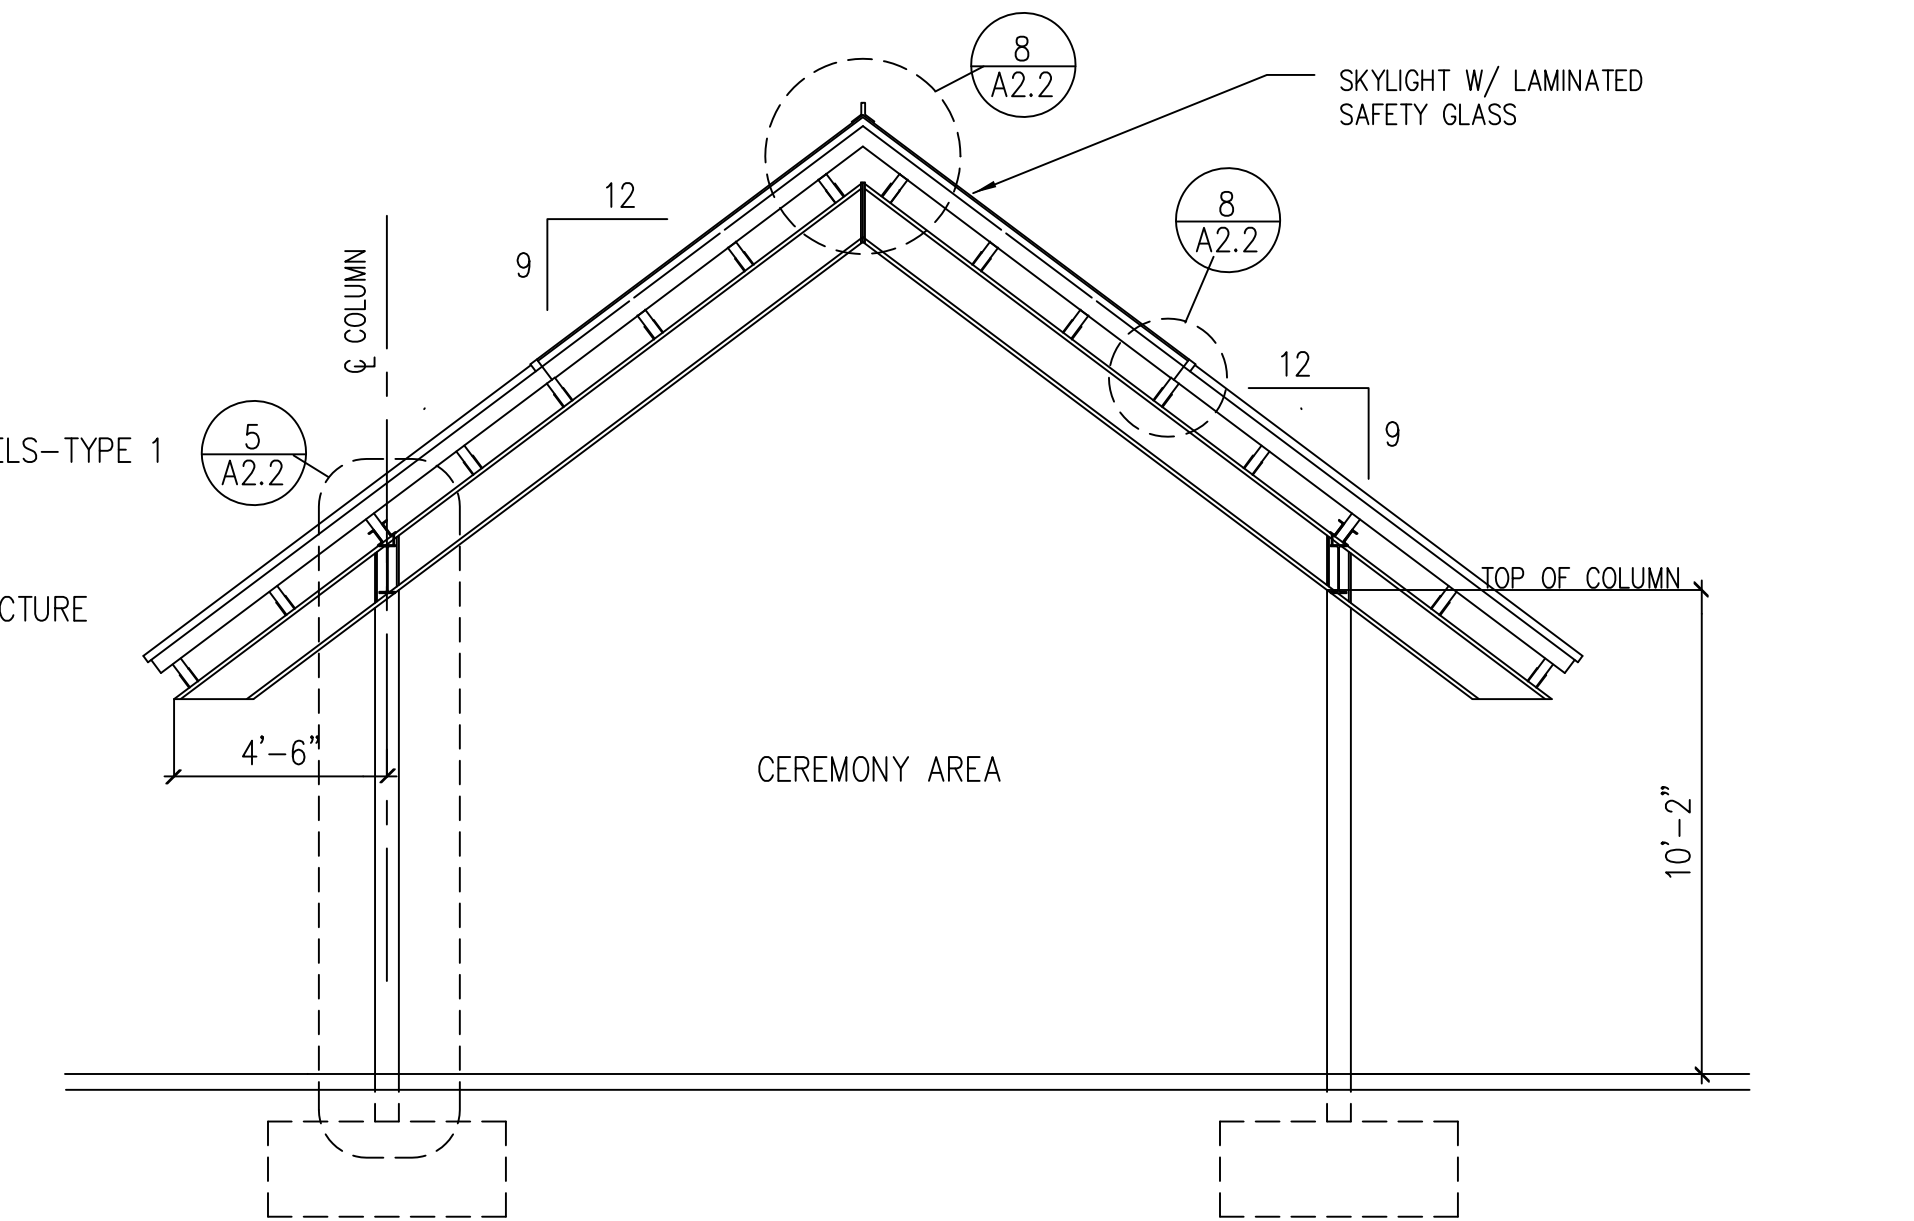 8
A2.2
SKYLIGHT W/ LAMINATED
SAFETY GLASS
12
9
8
A2.2
℄ COLUMN
12
9
ELS-TYPE 1
5
A2.2
TOP OF COLUMN
CTURE
4'-6"
CEREMONY AREA
10'-2"